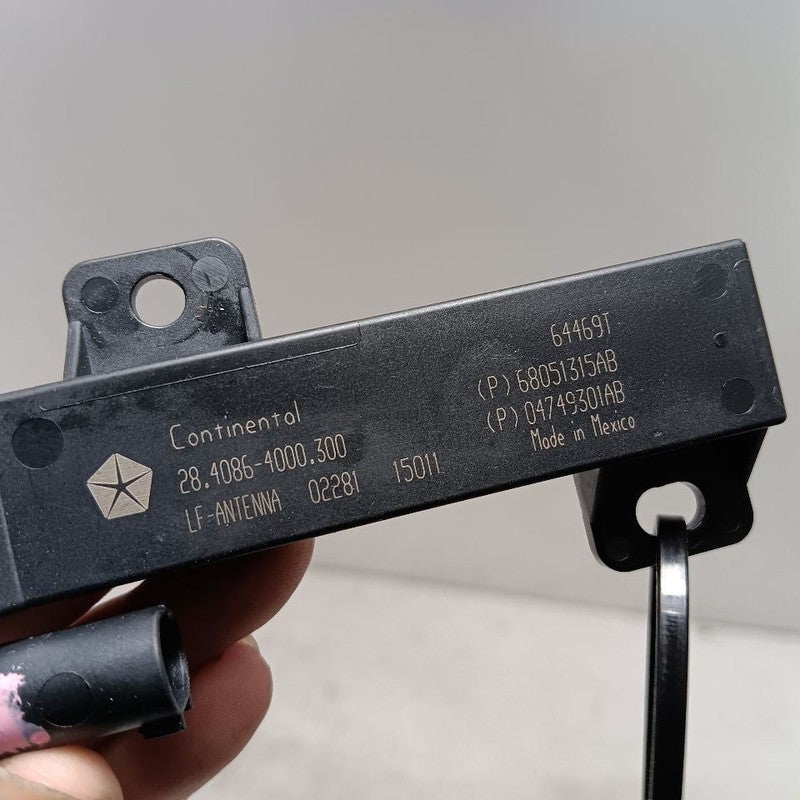 Continental
28.4086-4000.300
LF-ANTENNA 02281 15011
64469T
(P) 68051315AB
(P) 04749301AB
Made in Mexico